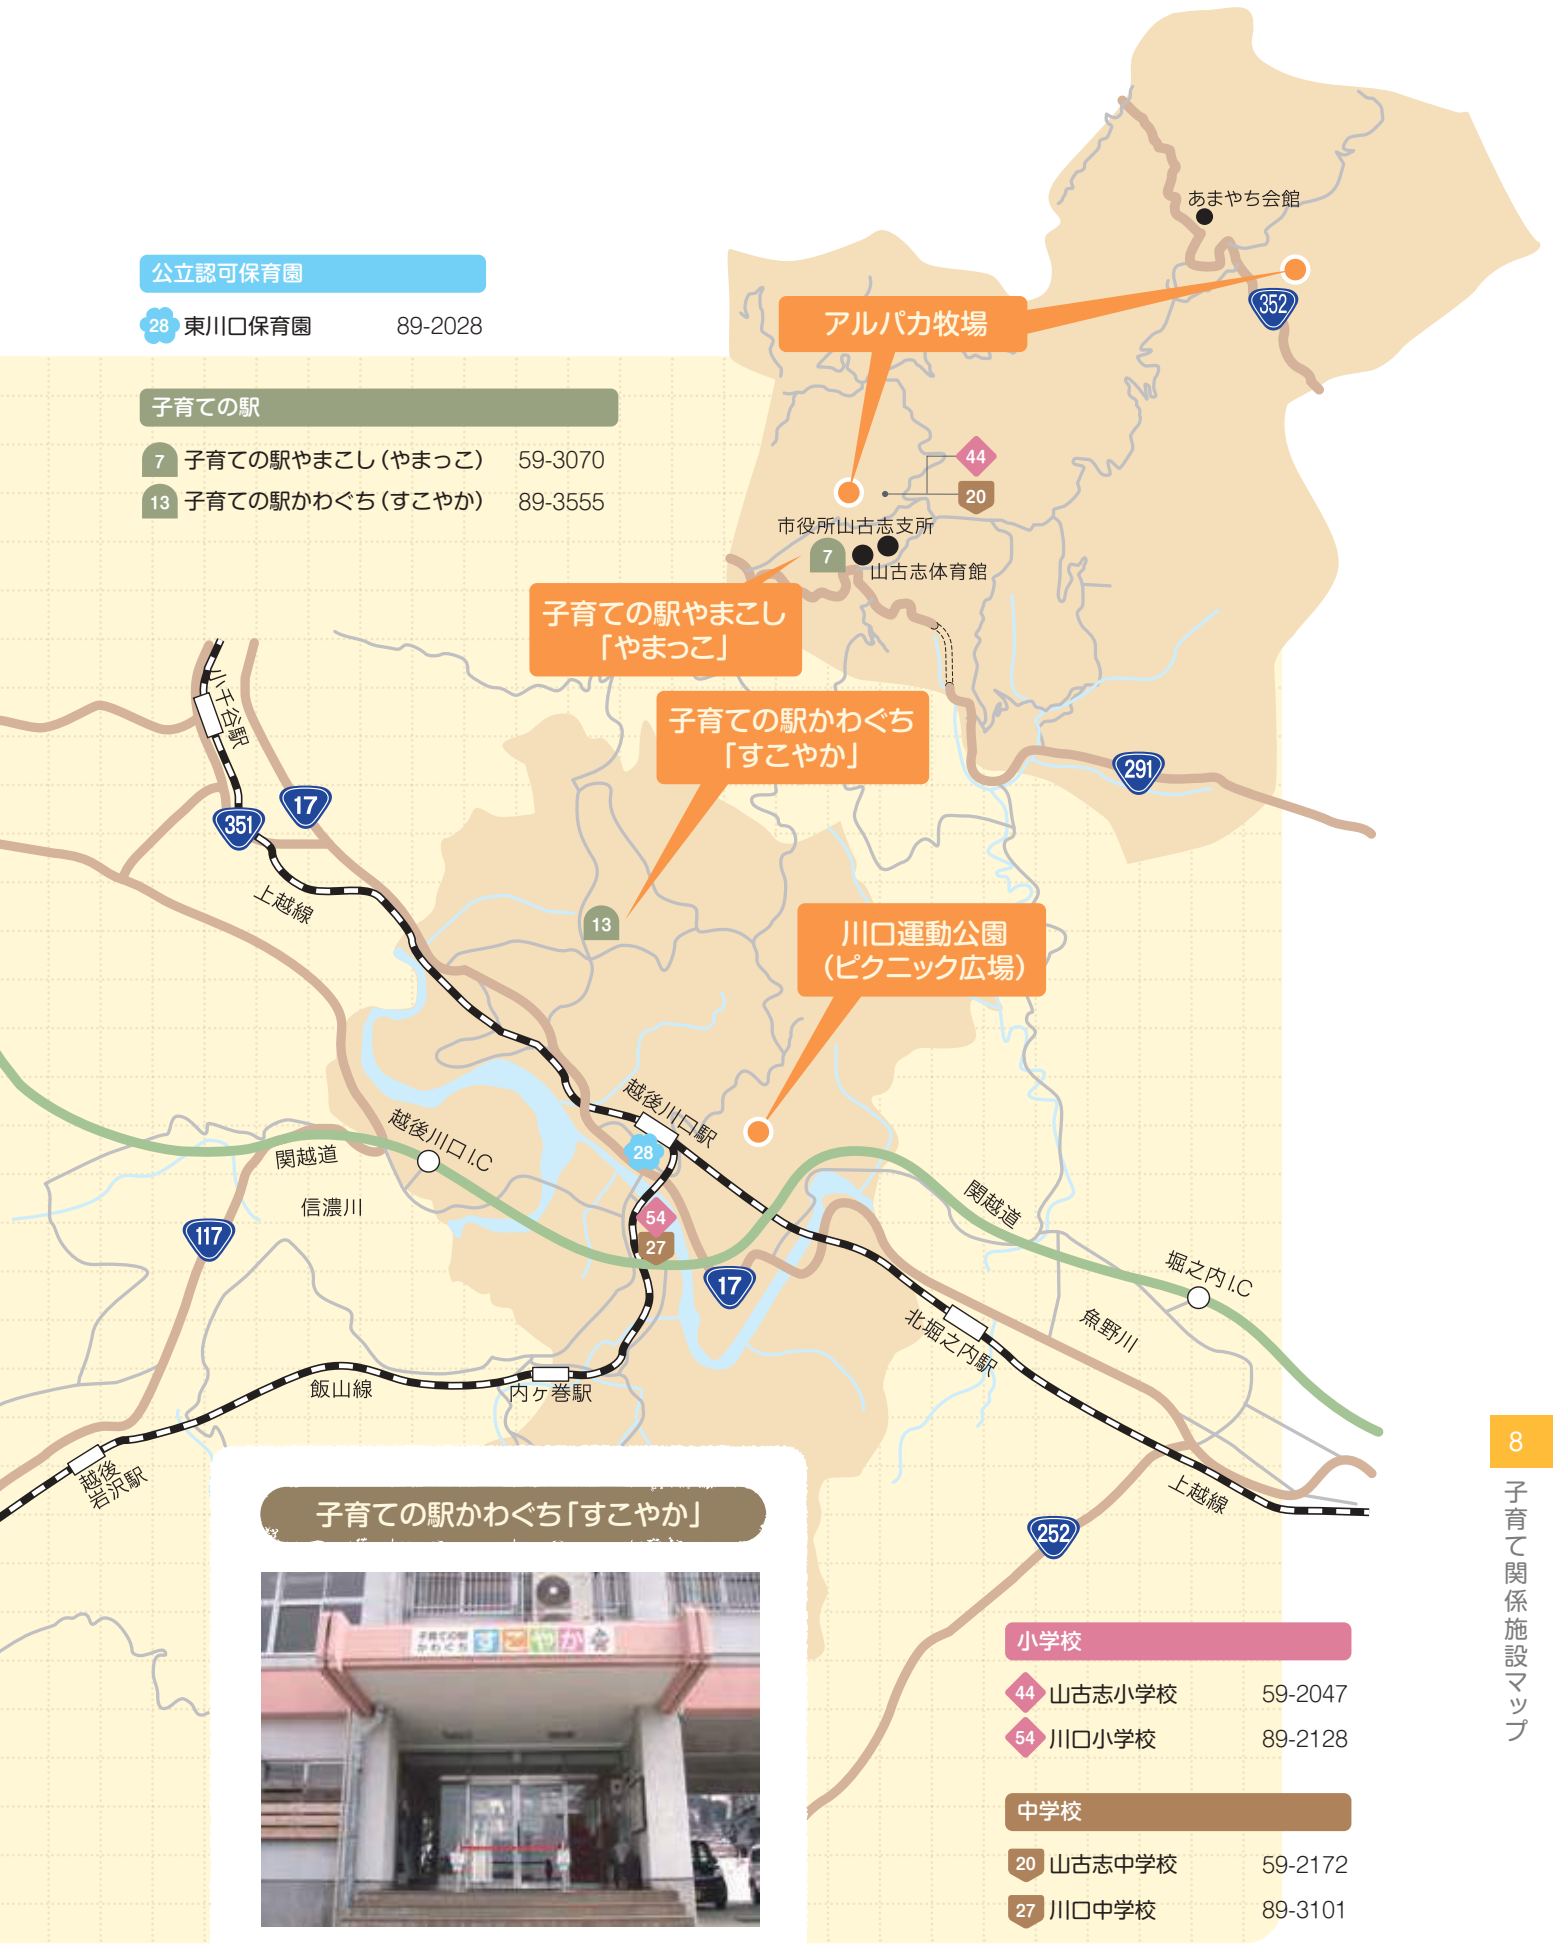 公立認可保育園
28 東川口保育園 89-2028
子育ての駅
7 子育ての駅やまこし（やまっこ） 59-3070
13 子育ての駅かわぐち（すこやか） 89-3555
あまやち会館
352
アルパカ牧場
44
20
市役所山古志支所
7
山古志体育館
子育ての駅やまこし
「やまっこ」
子育ての駅かわぐち
「すこやか」
291
小千谷駅
17
351
上越線
13
川口運動公園
（ピクニック広場）
越後川口駅
28
越後川口I.C
関越道
信濃川
117
54
27
17
関越道
堀之内I.C
魚野川
北堀之内駅
飯山線
内ヶ巻駅
越後
岩沢駅
上越線
252
子育ての駅かわぐち「すこやか」
子育ての駅
かわぐち すこやか
小学校
44 山古志小学校 59-2047
54 川口小学校 89-2128
中学校
20 山古志中学校 59-2172
27 川口中学校 89-3101
8
子育て関係施設マップ